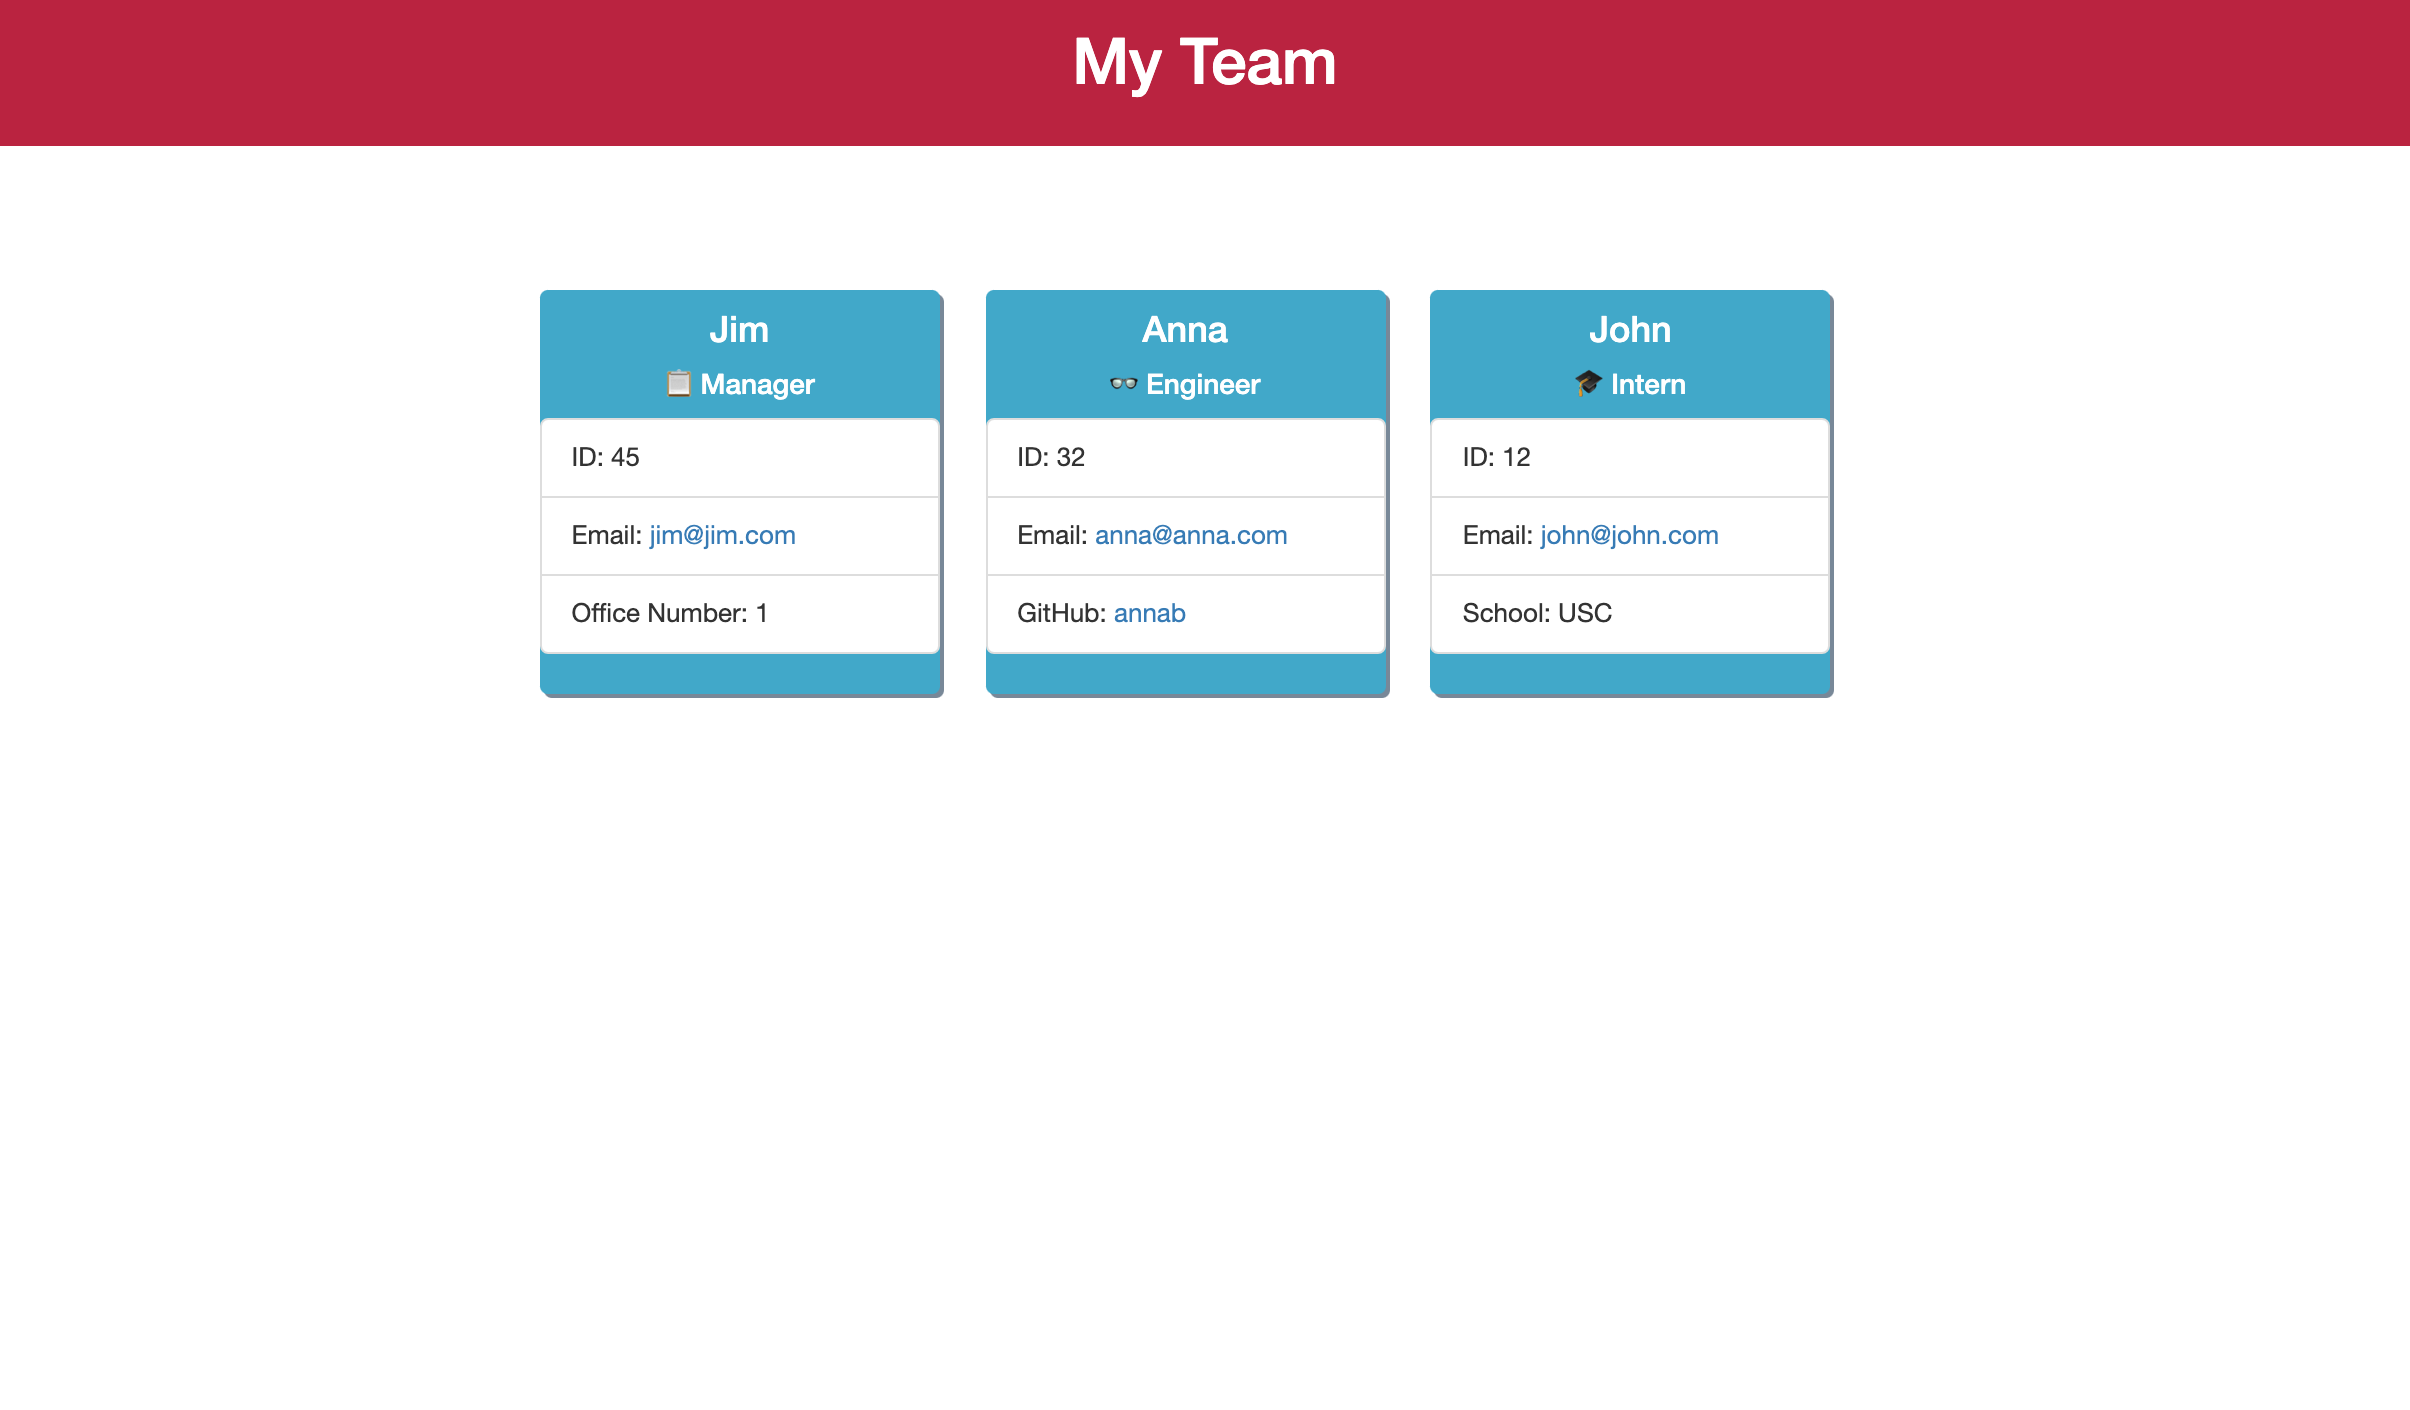 My Team
Jim
📋 Manager
ID: 45
Email: jim@jim.com
Office Number: 1
Anna
👓 Engineer
ID: 32
Email: anna@anna.com
GitHub: annab
John
🎓 Intern
ID: 12
Email: john@john.com
School: USC